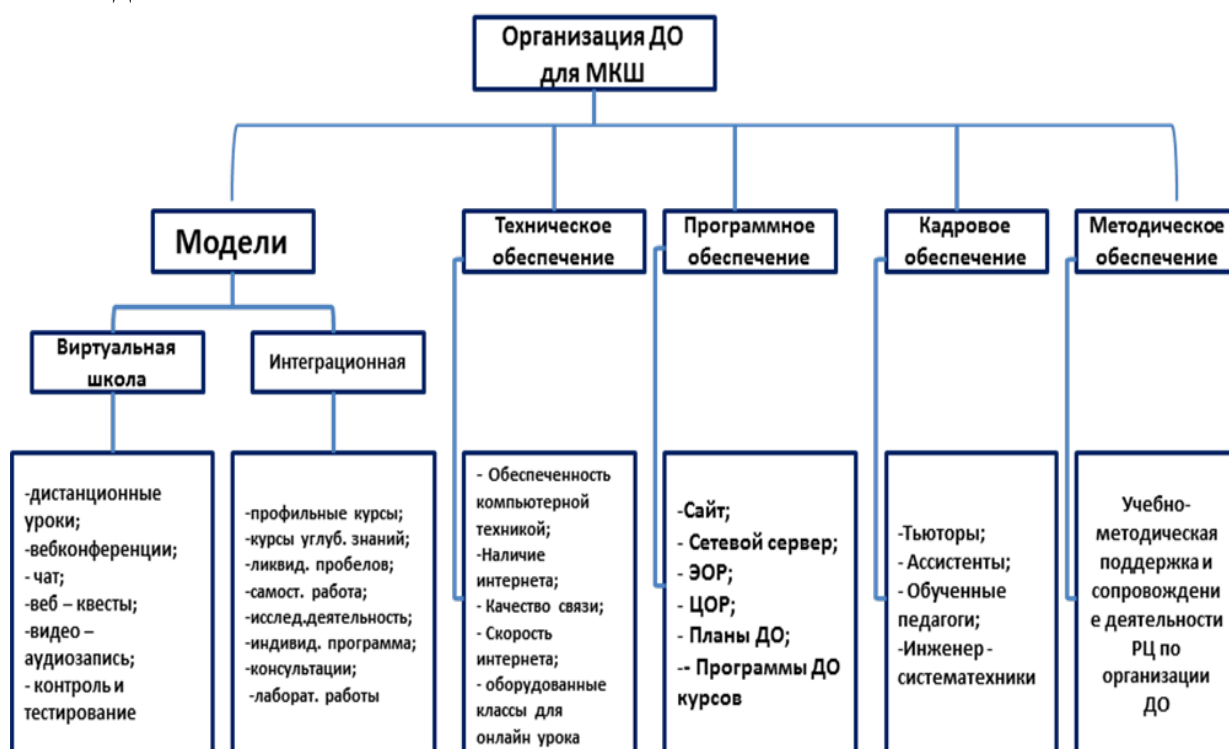 Организация ДО
для МКШ
Модели
Техническое
обеспечение
Программное
обеспечение
Кадровое
обеспечение
Методическое
обеспечение
Виртуальная
школа
Интеграционная
-дистанционные
уроки;
-вебконференции;
- чат;
-веб – квесты;
-видео –
аудиозапись;
- контроль и
тестирование
-профильные курсы;
-курсы углуб. знаний;
-ликвид. пробелов;
-самост. работа;
-исслед.деятельность;
-индивид. программа;
-консультации;
-лаборат. работы
- Обеспеченность
компьютерной
техникой;
-Наличие
интернета;
- Качество связи;
- Скорость
интернета;
- оборудованные
классы для
онлайн урока
-Сайт;
- Сетевой сервер;
- ЭОР;
- ЦОР;
- Планы ДО;
-- Программы ДО
курсов
-Тьюторы;
- Ассистенты;
- Обученные
педагоги;
-Инженер -
систематехники
Учебно-
методическая
поддержка и
сопровождени
е деятельности
РЦ по
организации
ДО